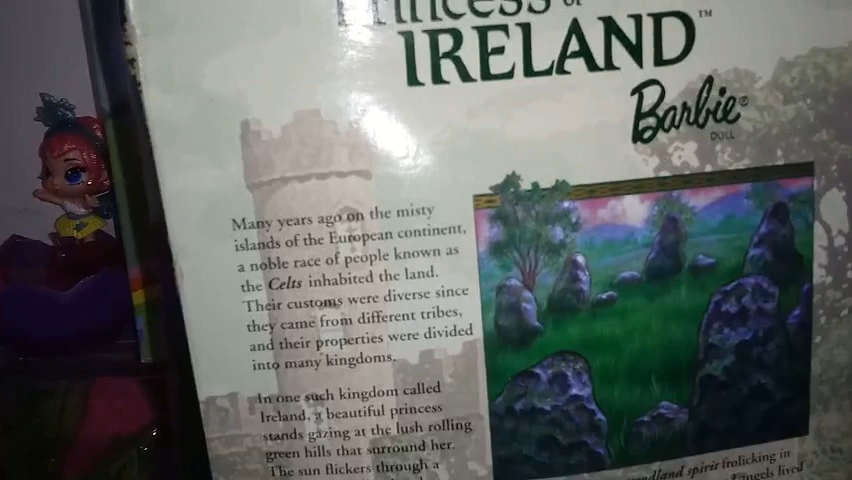 Princess of
IRELAND™
Barbie®
DOLL
Many years ago on the misty
islands of the European continent,
a noble race of people known as
the Celts inhabited the land.
Their customs were diverse since
they came from different tribes,
and their properties were divided
into many kingdoms.
In one such kingdom called
Ireland, a beautiful princess
stands gazing at the lush rolling
green hills that surround her.
The sun flickers through a
spirit frolicking in
lived